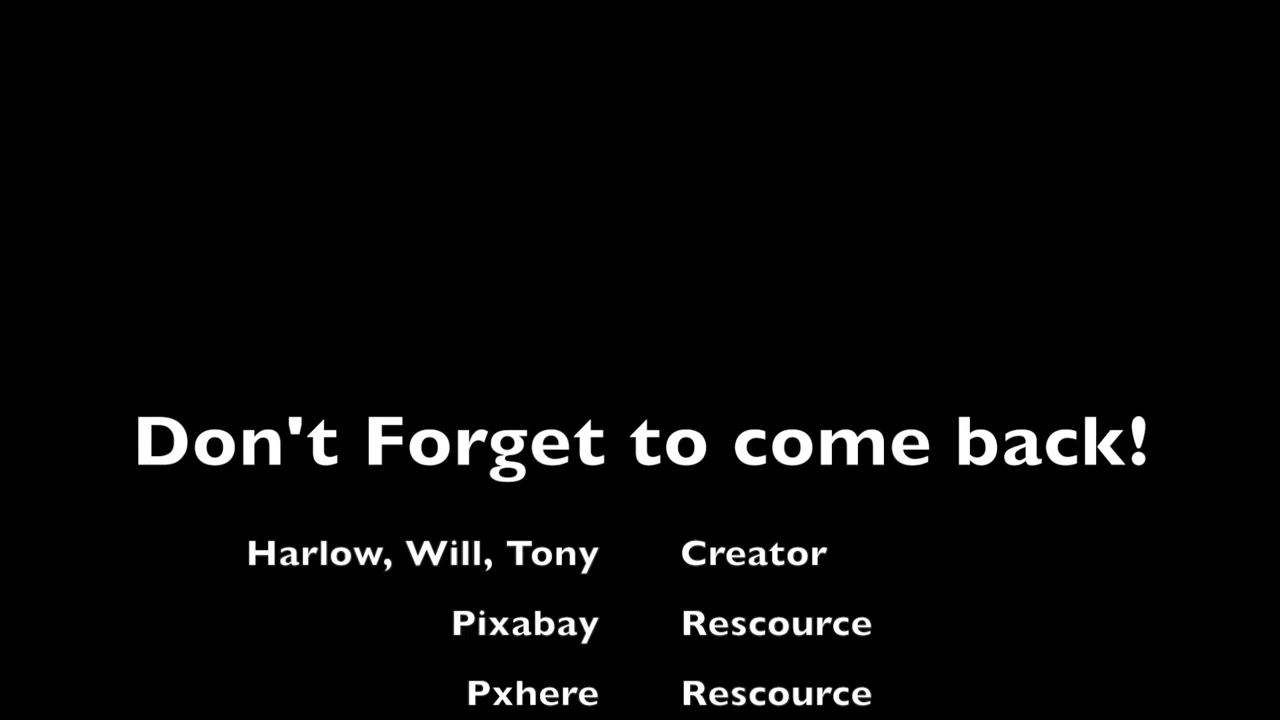 Don't Forget to come back!
Harlow, Will, Tony Creator
Pixabay Rescource
Pxhere Rescource